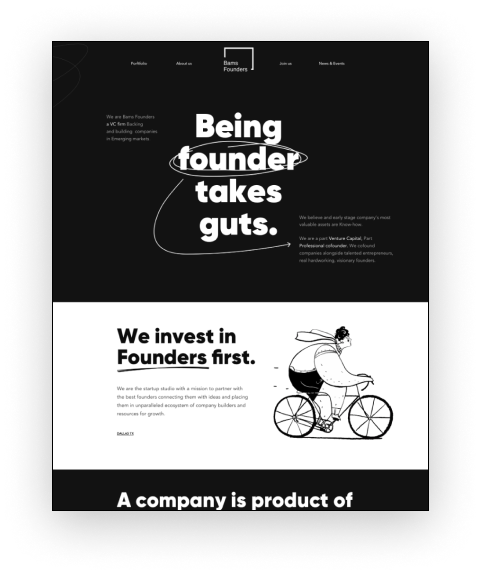 Portfolio
About us
Bams
Founders
Join us
News & Events
We are Bams Founders
a VC firm Backing
and building companies
in Emerging markets
Being
founder
takes
guts.
We believe and early stage company's most
valuable assets are Know-how
We are a part Venture Capital, Part
Professional cofounder. We cofound
companies alongside talented entrepreneurs,
real hardworking, visionary founders.
We invest in
Founders first.
We are the startup studio with a mission to partner with
the best founders connecting them with ideas and placing
them in unparalleled ecosystem of company builders and
resources for growth.
A company is product of